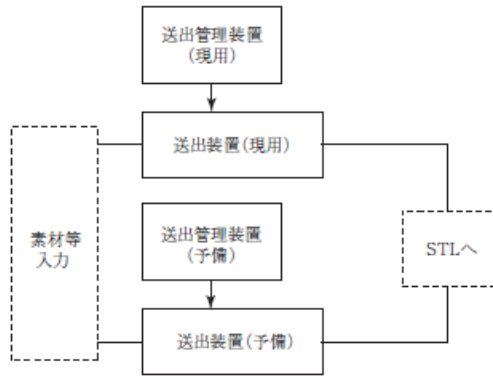 送出管理装置
(現用)
送出装置(現用)
素材等
入力
送出管理装置
(予備)
STLへ
送出装置(予備)